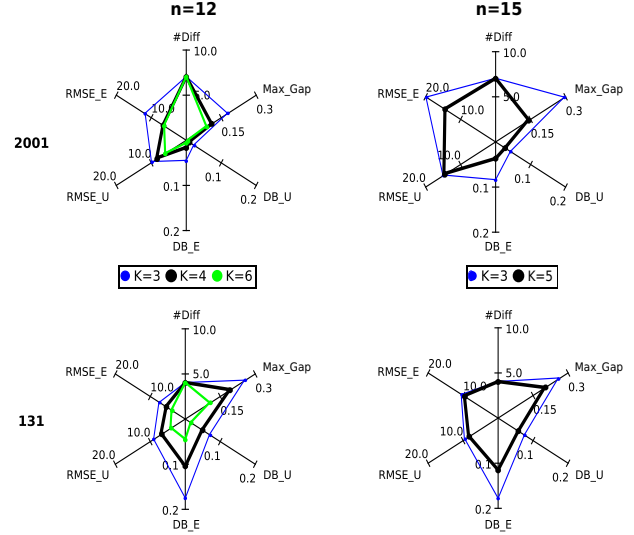 n=12
n=15
2001
#Diff
10.0
5.0
Max_Gap
0.3
0.15
DB_U
0.2
0.1
DB_E
0.2
0.1
RMSE_U
20.0
10.0
RMSE_E
20.0
10.0
#Diff
10.0
5.0
Max_Gap
0.3
0.15
DB_U
0.2
0.1
DB_E
0.2
0.1
RMSE_U
20.0
10.0
RMSE_E
20.0
10.0
K=3 K=4 K=6
K=3 K=5
131
#Diff
10.0
5.0
Max_Gap
0.3
0.15
DB_U
0.2
0.1
DB_E
0.2
0.1
RMSE_U
20.0
10.0
RMSE_E
20.0
10.0
#Diff
10.0
5.0
Max_Gap
0.3
0.15
DB_U
0.2
0.1
DB_E
0.2
0.1
RMSE_U
20.0
10.0
RMSE_E
20.0
10.0